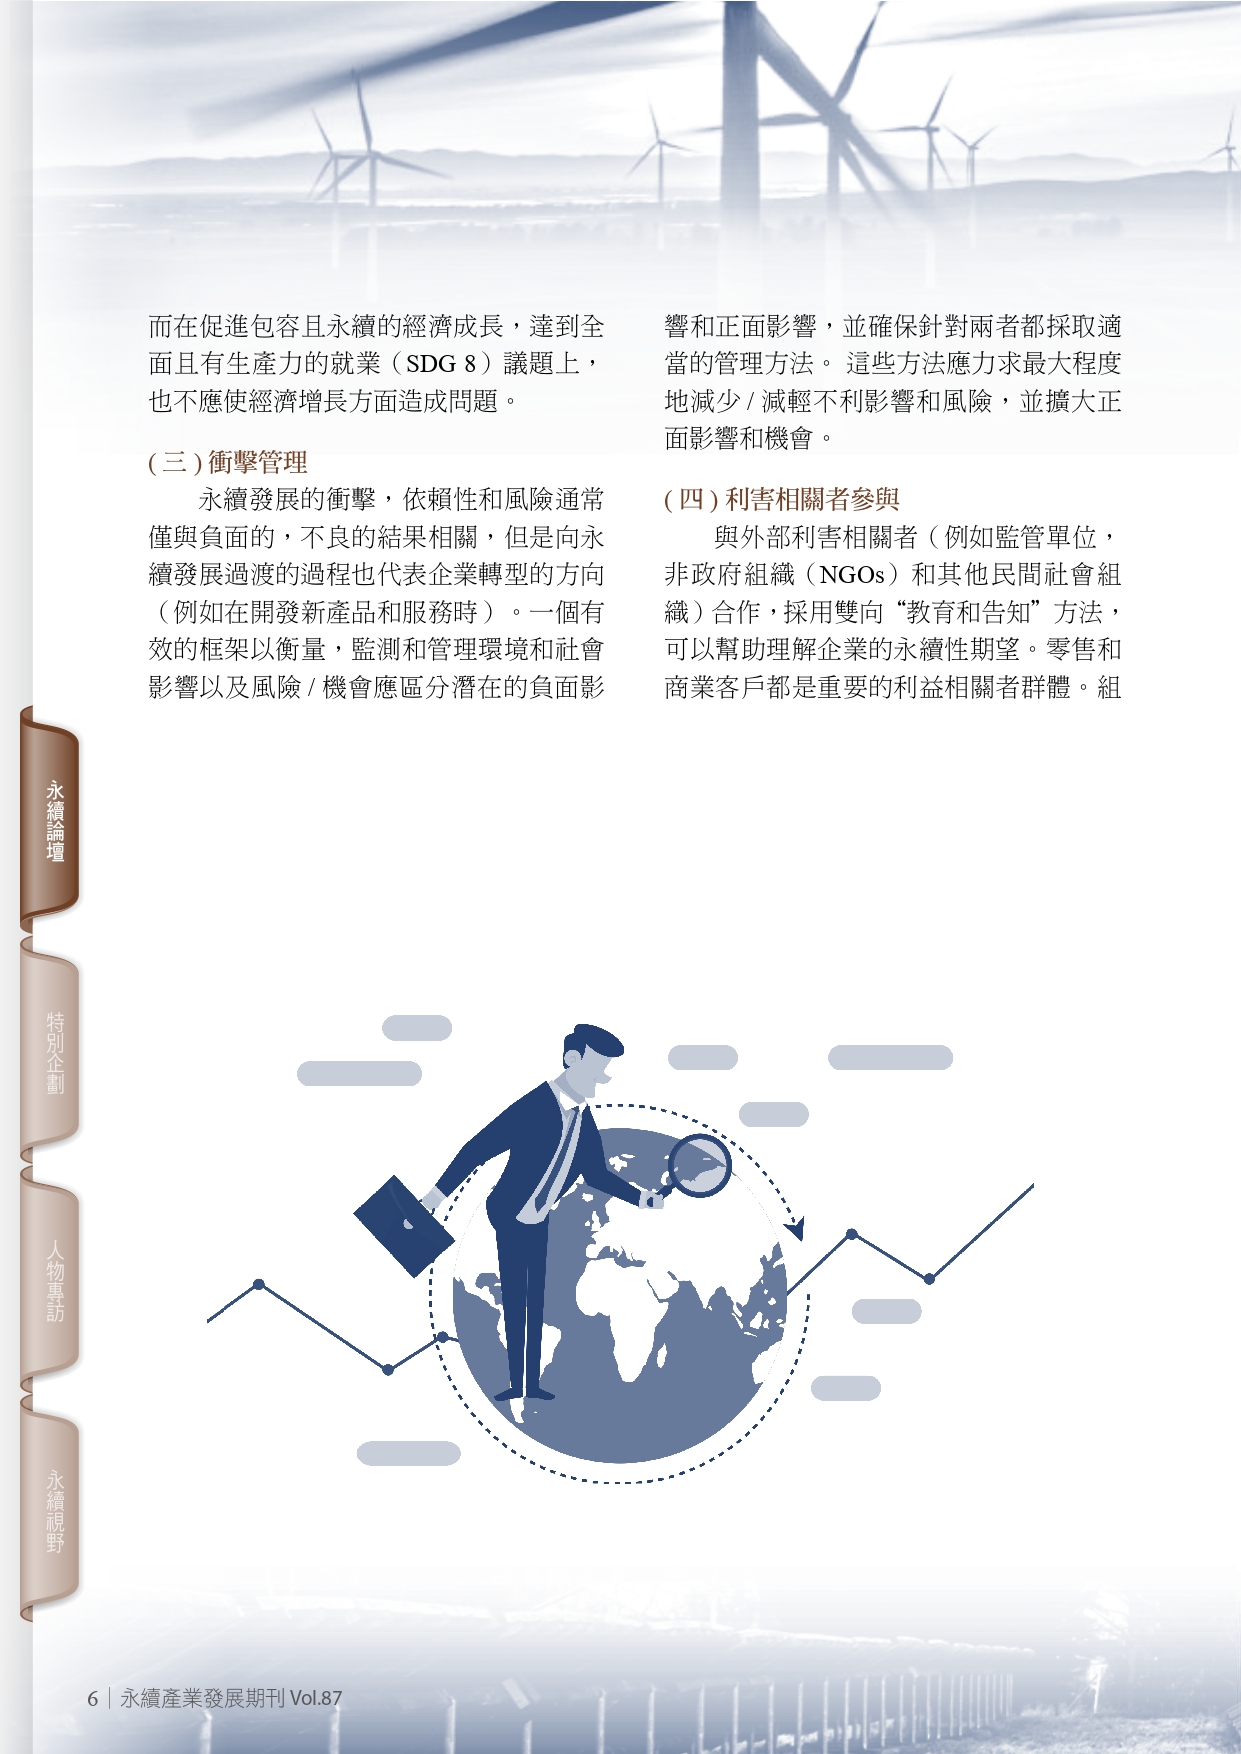 而在促進包容且永續的經濟成長，達到全
面且有生產力的就業（SDG 8）議題上，
也不應使經濟增長方面造成問題。
( 三 ) 衝擊管理
永續發展的衝擊，依賴性和風險通常
僅與負面的，不良的結果相關，但是向永
續發展過渡的過程也代表企業轉型的方向
（例如在開發新產品和服務時）。一個有
效的框架以衡量，監測和管理環境和社會
影響以及風險 / 機會應區分潛在的負面影
響和正面影響，並確保針對兩者都採取適
當的管理方法。 這些方法應力求最大程度
地減少 / 減輕不利影響和風險，並擴大正
面影響和機會。
( 四 ) 利害相關者參與
與外部利害相關者（例如監管單位，
非政府組織（NGOs）和其他民間社會組
織）合作，採用雙向“教育和告知”方法，
可以幫助理解企業的永續性期望。零售和
商業客戶都是重要的利益相關者群體。組
永續論壇
特別企劃
人物專訪
永續視野
6 | 永續產業發展期刊 Vol.87